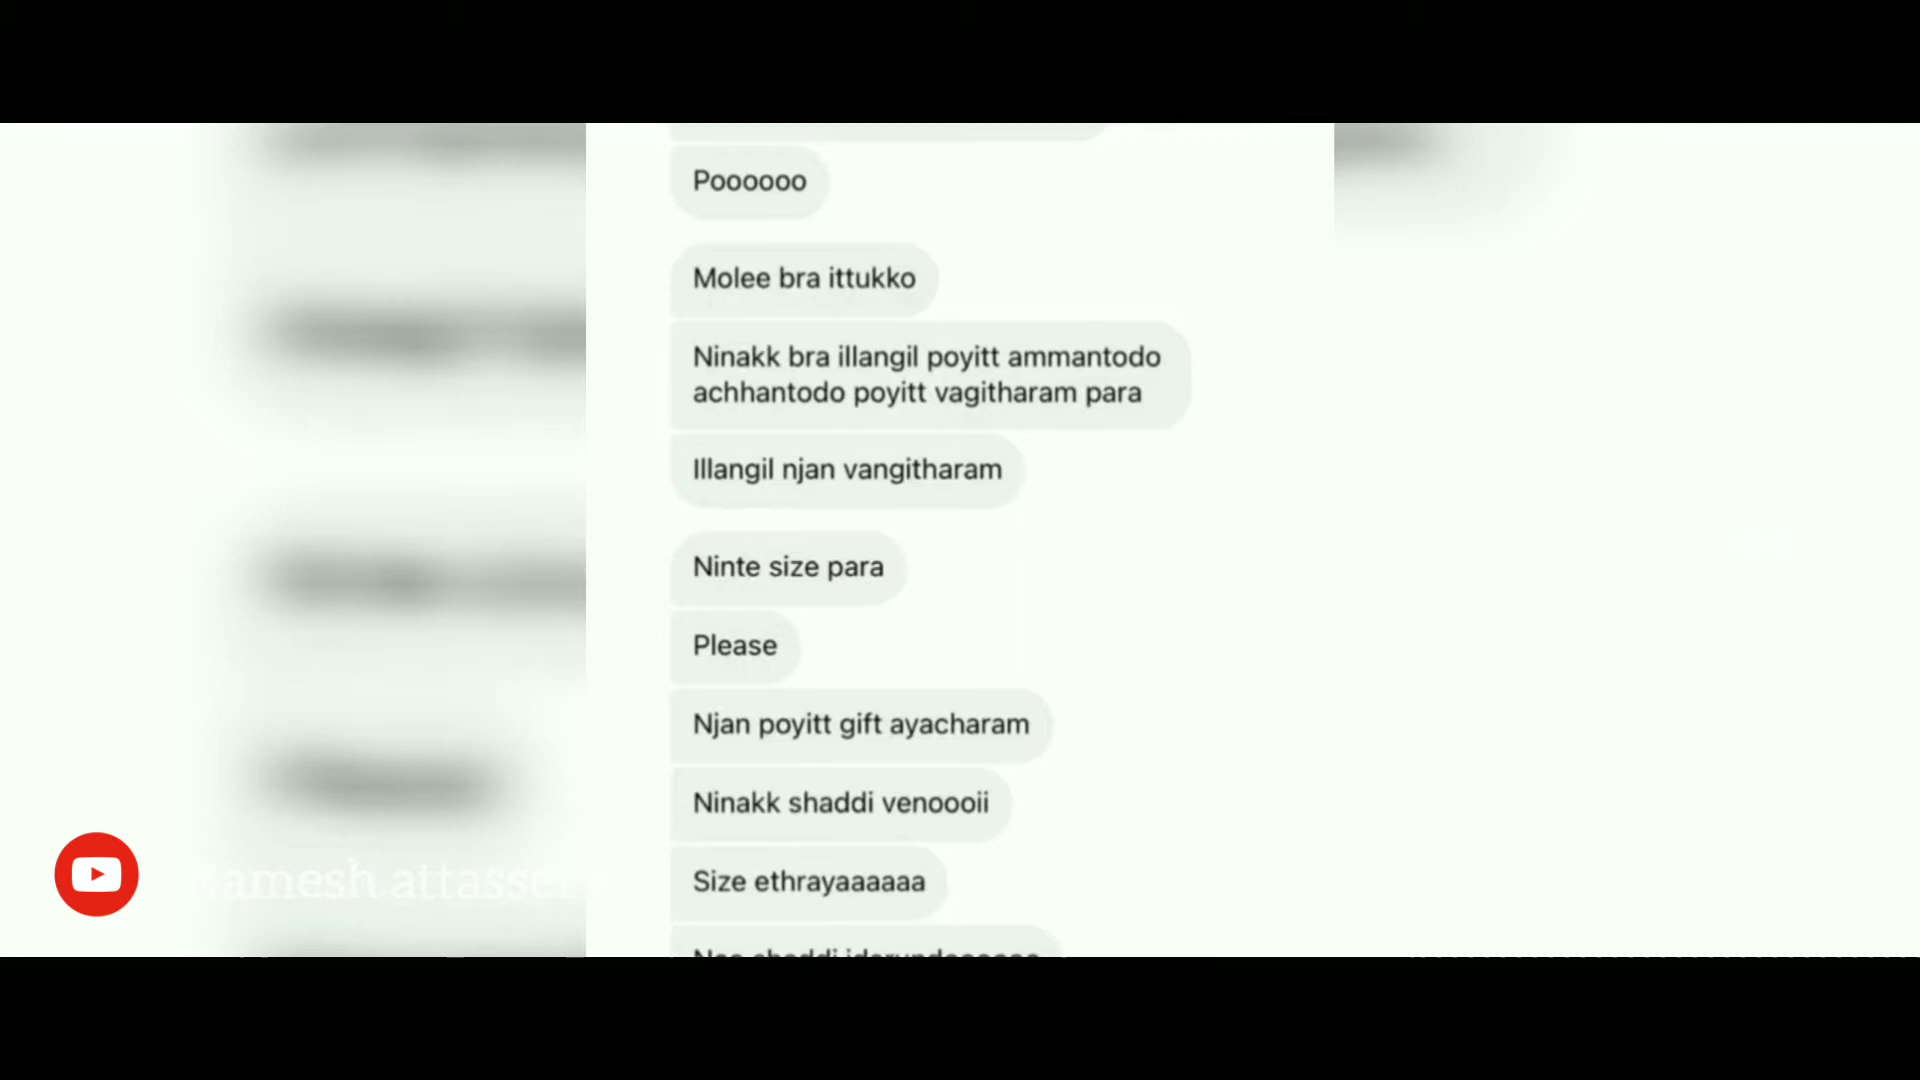 Poooooo
Molee bra ittukko
Ninakk bra illangil poyitt ammantodo
achhantodo poyitt vagitharam para
Illangil njan vangitharam
Ninte size para
Please
Njan poyitt gift ayacharam
Ninakk shaddi venoooii
Size ethrayaaaaaa
attassery